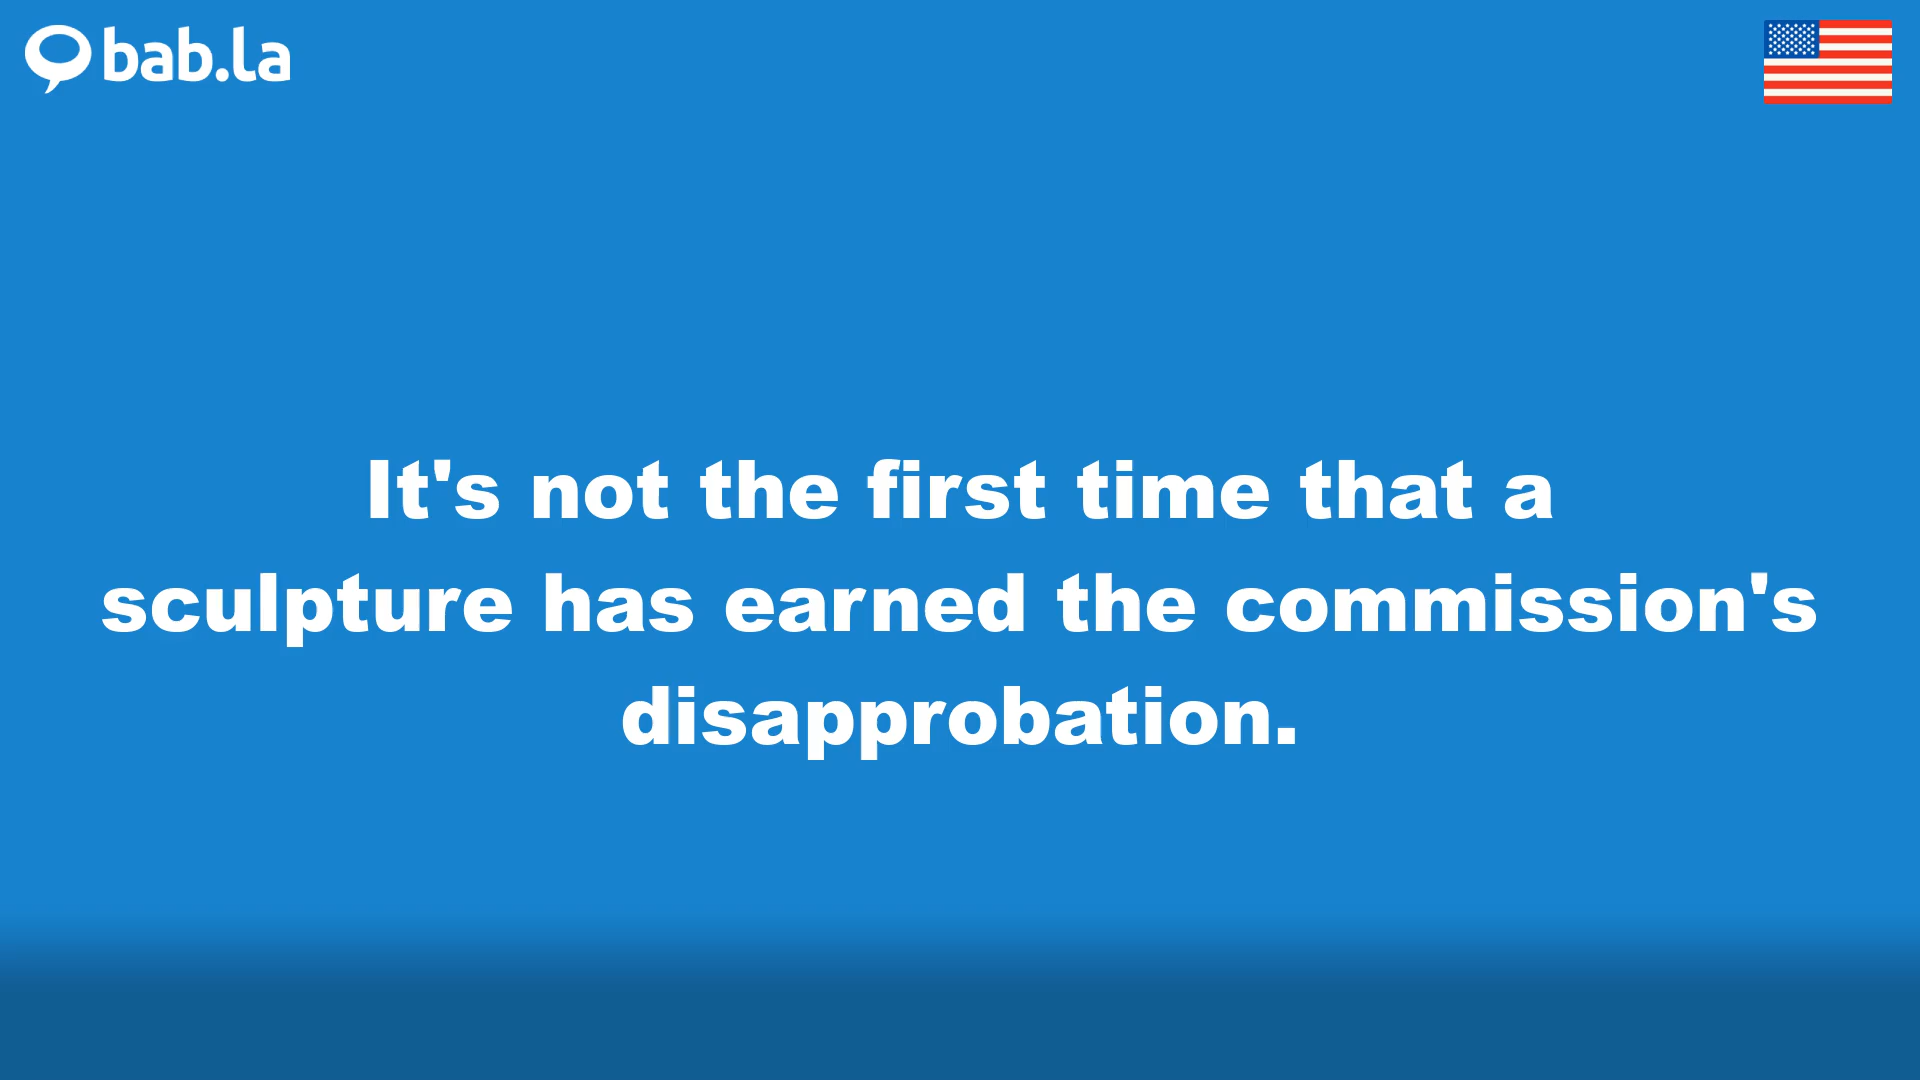 bab.la
It's not the first time that a
sculpture has earned the commission's
disapprobation.